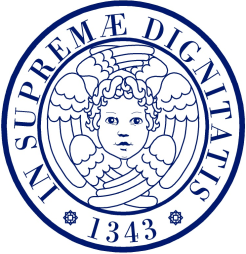 IN SUPREMÆ DIGNITATIS
1343